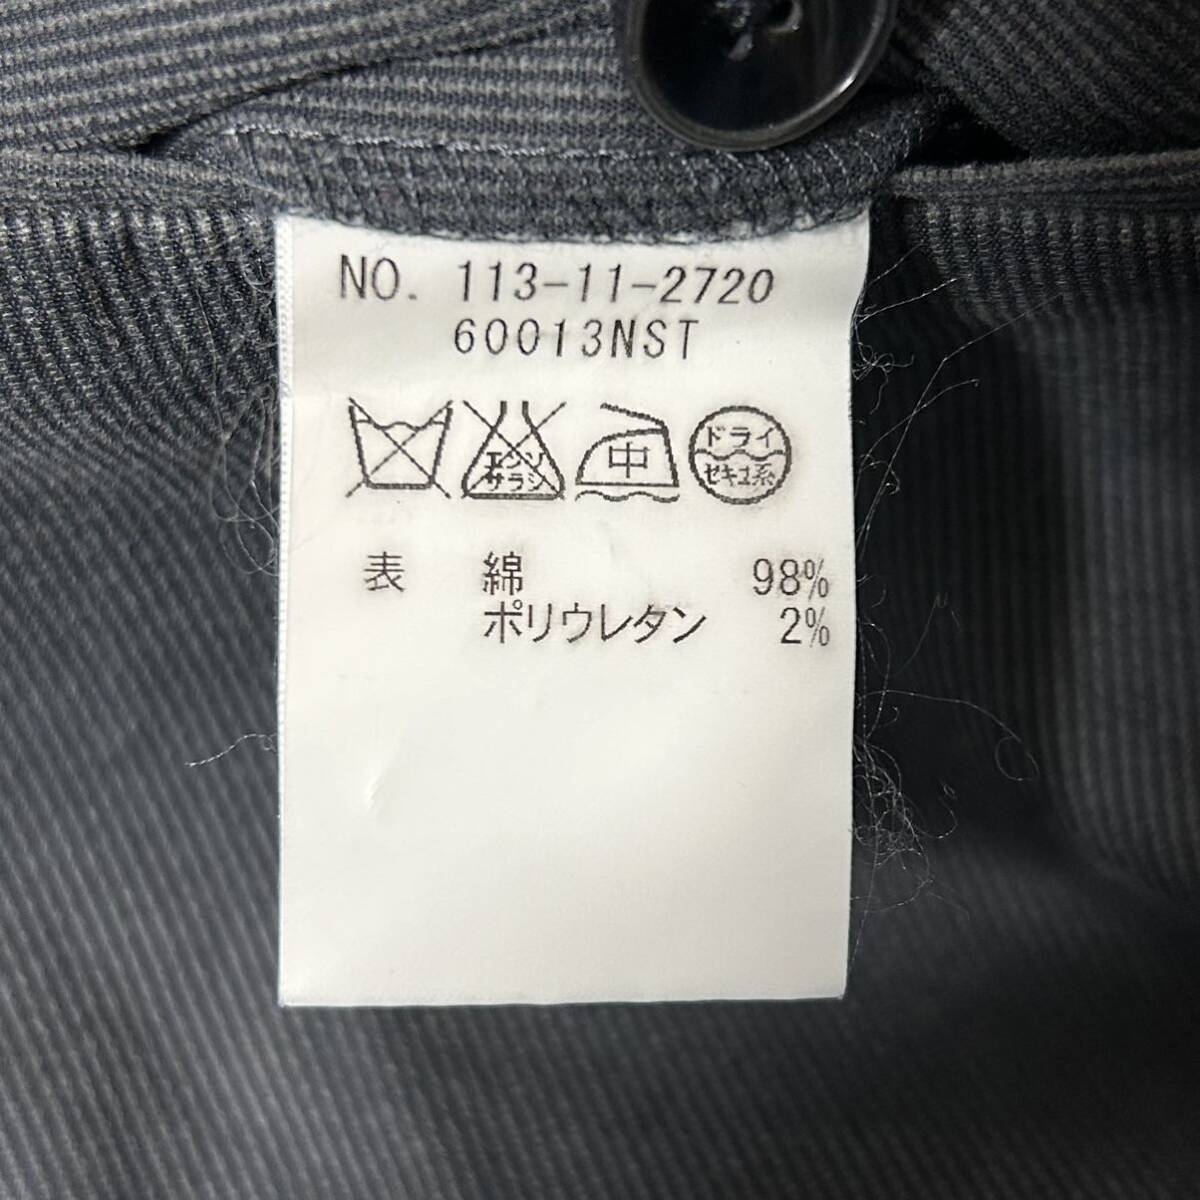 NO. 113-11-2720
60013NST
エンソ
サラシ
中
ドライ
セキユ系
表 綿 98%
ポリウレタン 2%